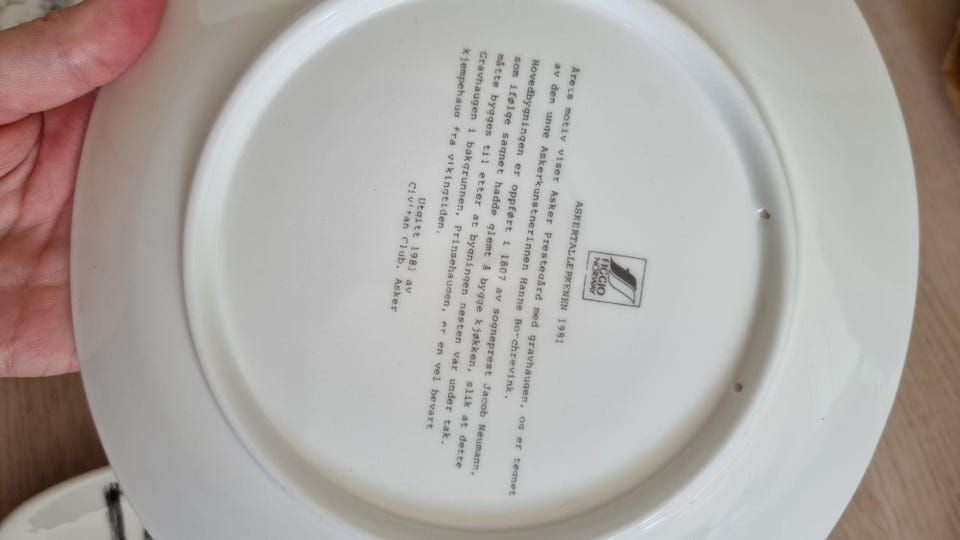 FIGGJO
NORWAY
ASKERTALLERKENEN 1981
Årets motiv viser Asker Prestegård med gravhaugen, og er tegnet
av den unge Askerkunstnerinnen Hanne Bo-chrevink.
Hovedbygningen er oppført i 1807 av sogneprest Jacob Neumann,
som ifølge sagnet hadde glemt å bygge kjøkken, slik at dette
måtte bygges til etter at bygningen nesten var under tak.
Gravhaugen i bakgrunnen, Prinsehaugen, er en vel bevart
kjempehaug fra vikingtiden.
Utgitt 1981 av
Civitan Club, Asker